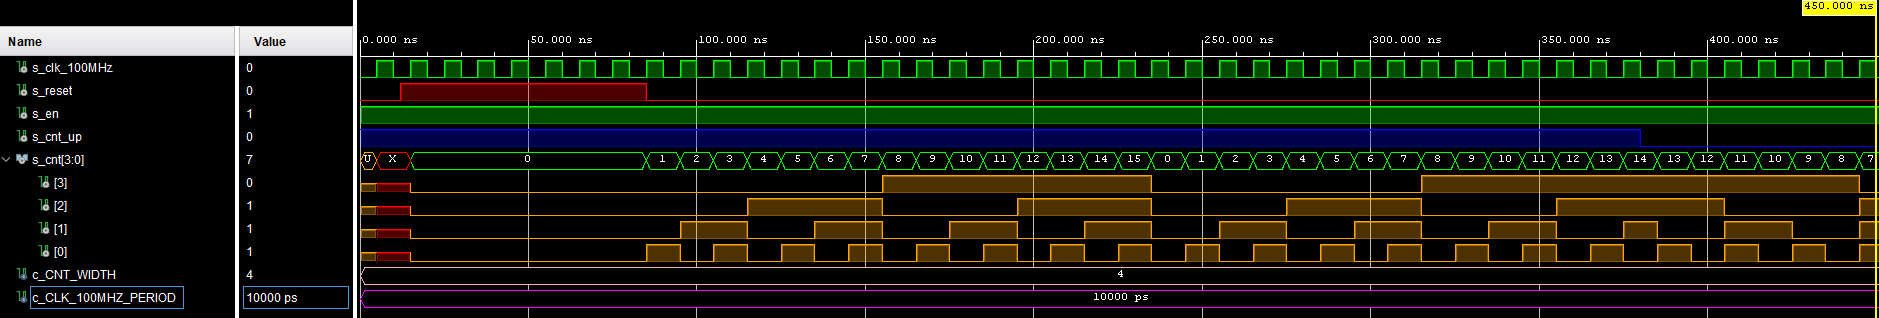 450.000 ns
Name Value
0.000 ns 50.000 ns 100.000 ns 150.000 ns 200.000 ns 250.000 ns 300.000 ns 350.000 ns 400.000 ns
s_clk_100MHz 0
s_reset 0
s_en 1
s_cnt_up 0
s_cnt[3:0] 7 U X 0 1 2 3 4 5 6 7 8 9 10 11 12 13 14 15 0 1 2 3 4 5 6 7 8 9 10 11 12 13 14 13 12 11 10 9 8 7
[3] 0
[2] 1
[1] 1
[0] 1
c_CNT_WIDTH 4 4
c_CLK_100MHZ_PERIOD 10000 ps 10000 ps